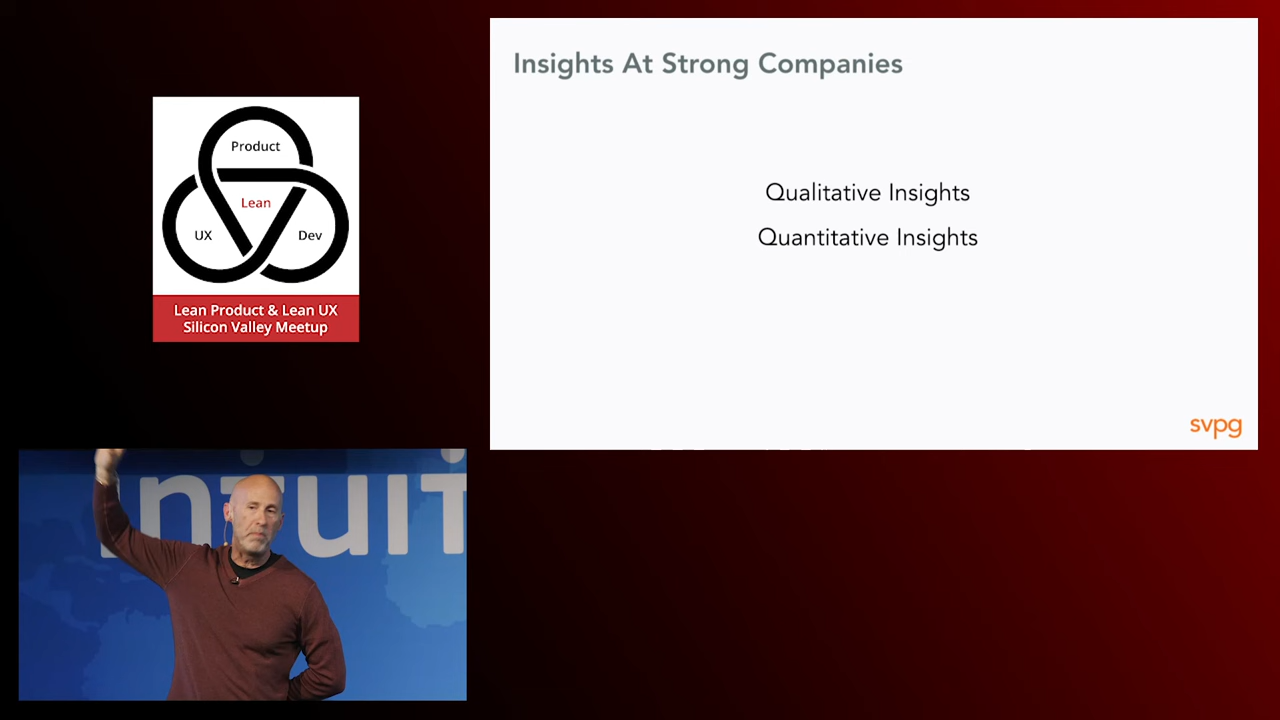 Insights At Strong Companies
Product
Lean
UX
Dev
Qualitative Insights
Quantitative Insights
Lean Product & Lean UX
Silicon Valley Meetup
svpg
intuit